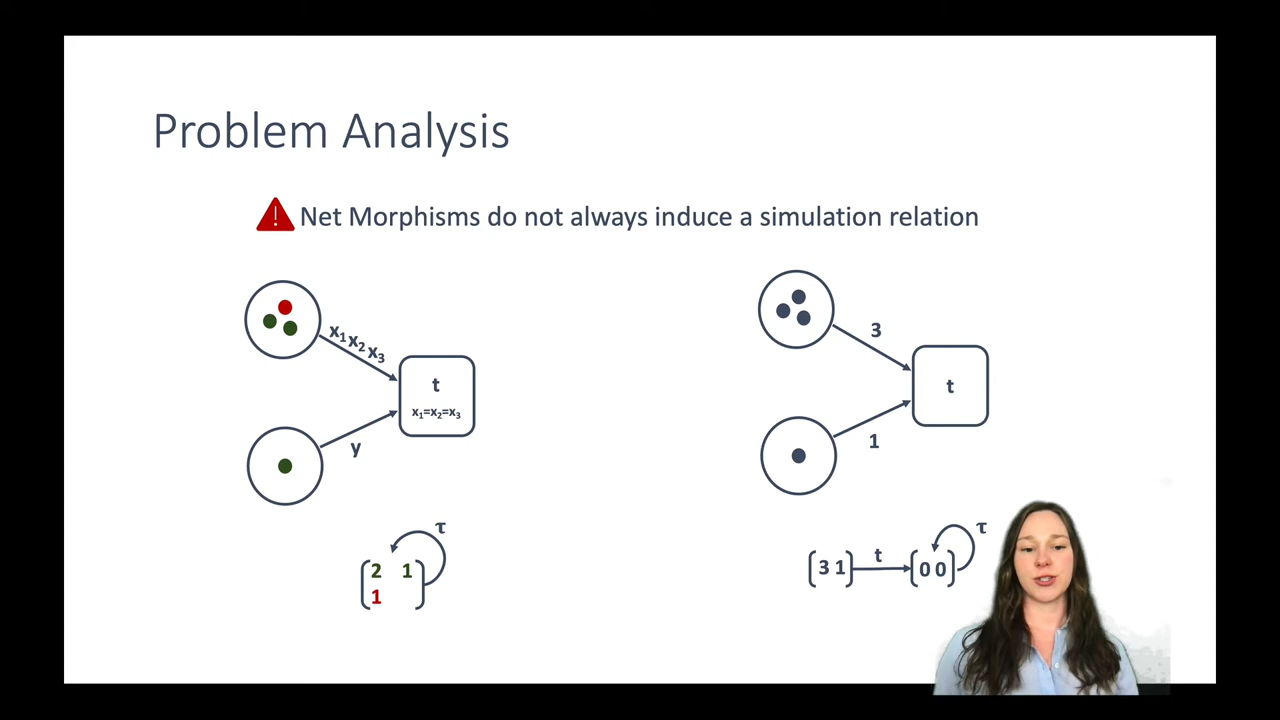 Problem Analysis
! Net Morphisms do not always induce a simulation relation
x₁x₂x₃
t
x₁=x₂=x₃
y
τ
2 1
1
3
t
1
τ
[3 1] t [0 0]